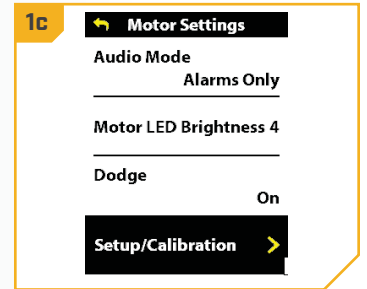 1c
Motor Settings
Audio Mode
Alarms Only
Motor LED Brightness 4
Dodge
On
Setup/Calibration